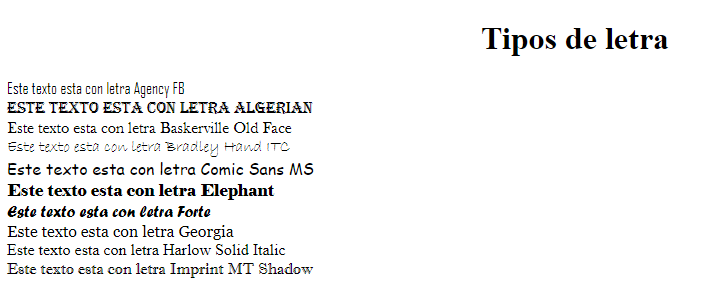 Tipos de letra
Este texto esta con letra Agency FB
ESTE TEXTO ESTA CON LETRA ALGERIAN
Este texto esta con letra Baskerville Old Face
Este texto esta con letra Bradley Hand ITC
Este texto esta con letra Comic Sans MS
Este texto esta con letra Elephant
Este texto esta con letra Forte
Este texto esta con letra Georgia
Este texto esta con letra Harlow Solid Italic
Este texto esta con letra Imprint MT Shadow